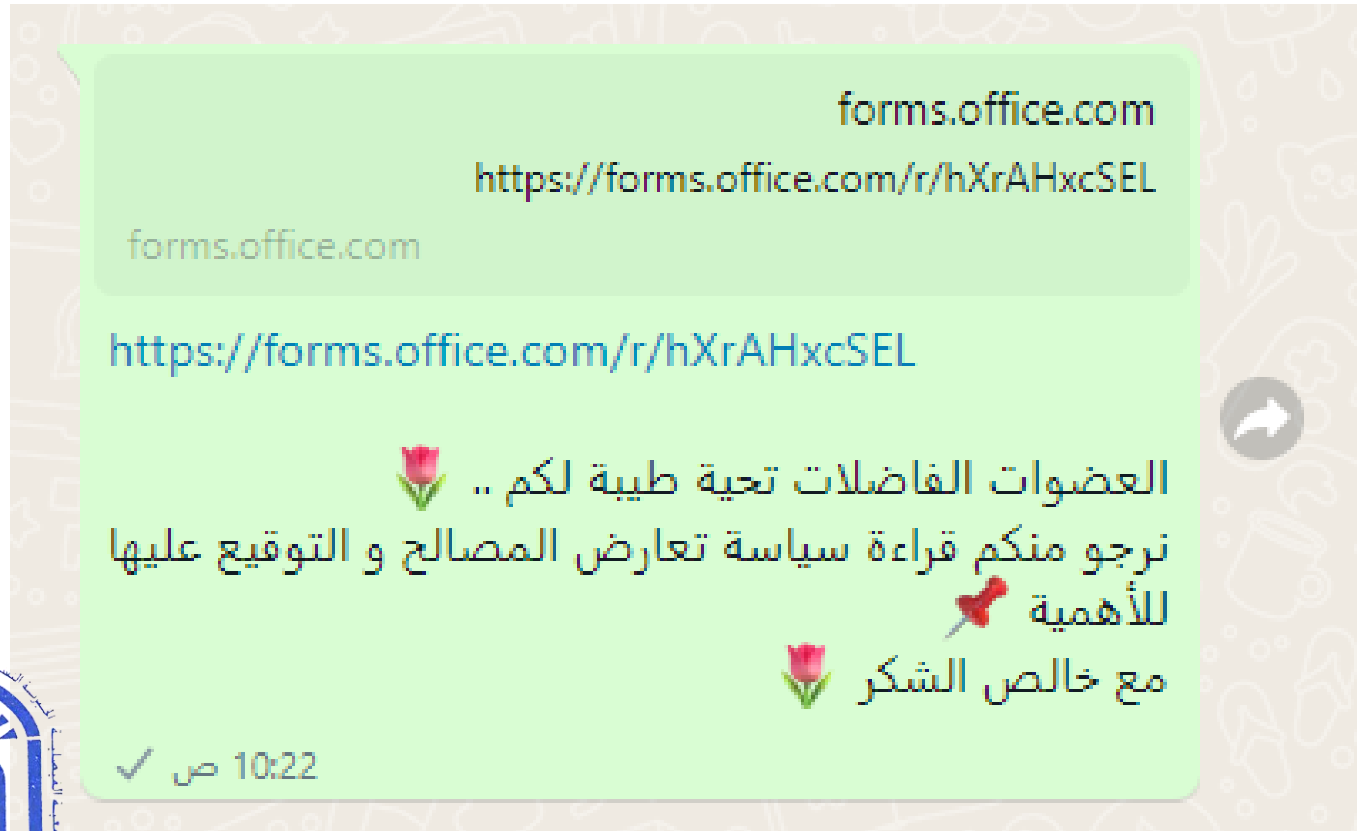 forms.office.com
https://forms.office.com/r/hXrAHxcSEL
forms.office.com
https://forms.office.com/r/hXrAHxcSEL
العضوات الفاضلات تحية طيبة لكم .. 🌷
نرجو منكم قراءة سياسة تعارض المصالح و التوقيع عليها
للأهمية 📌
مع خالص الشكر 🌷
10:22 ص